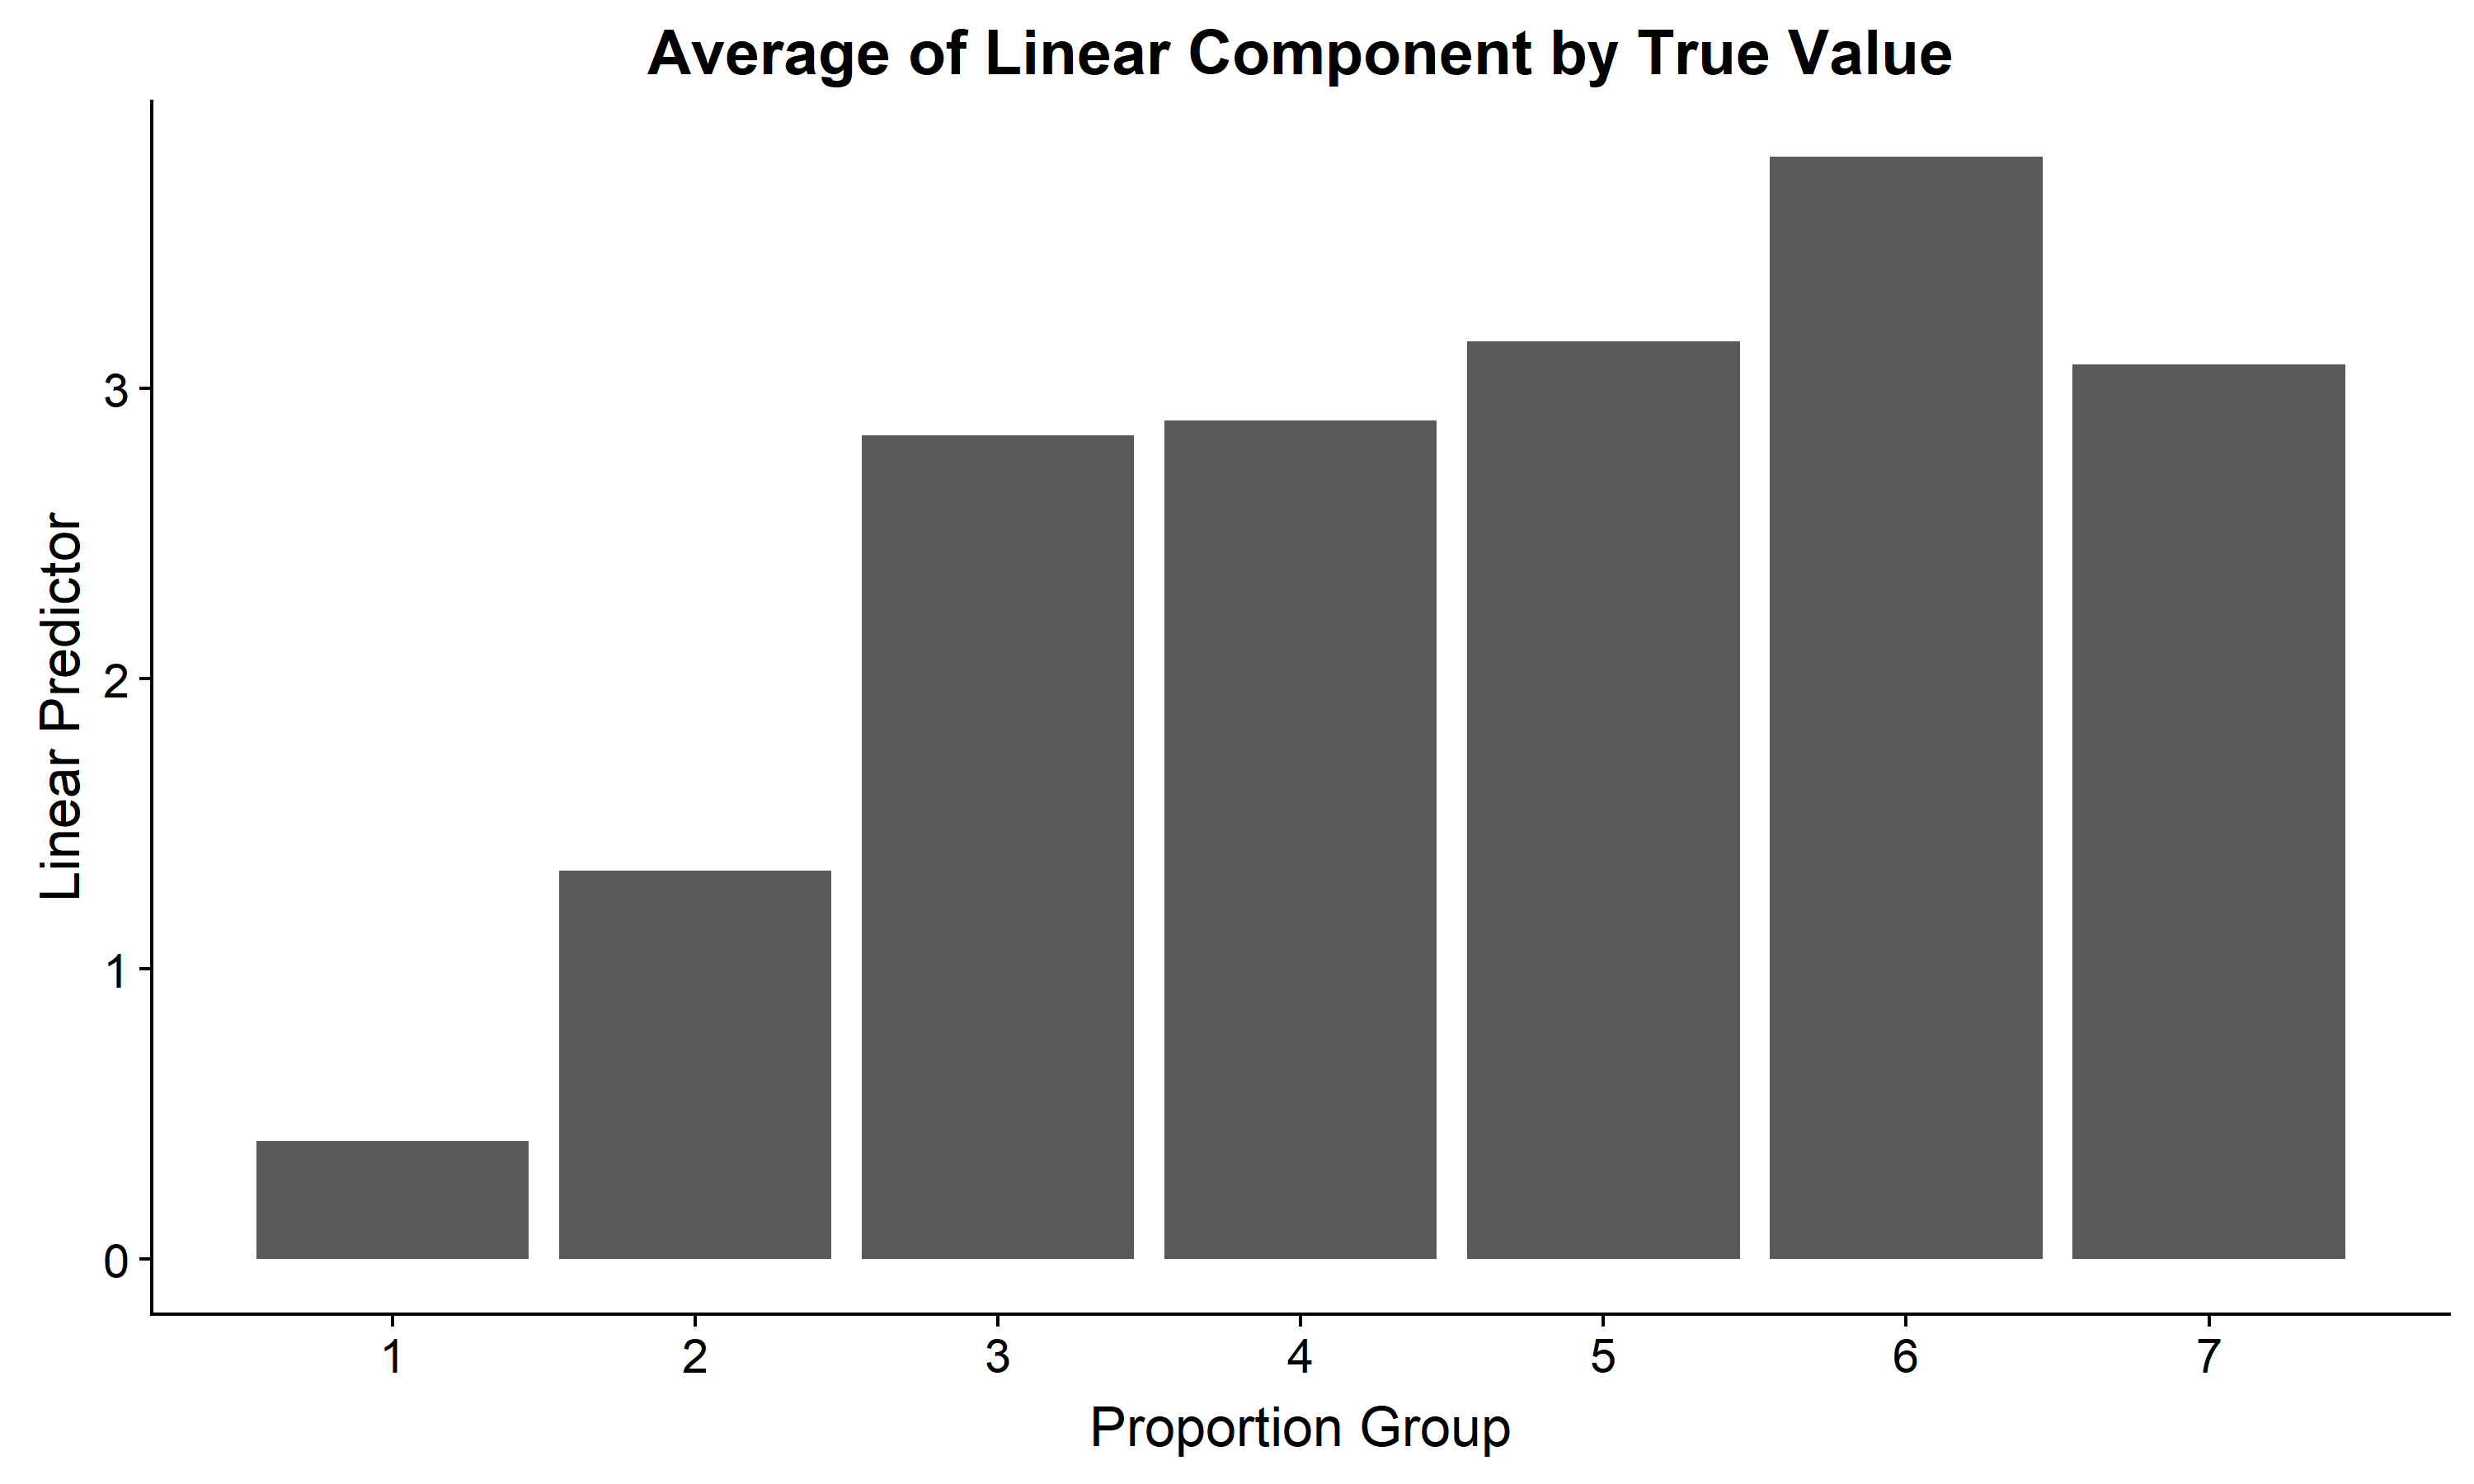 Average of Linear Component by True Value
Linear Predictor
3
2
1
0
1 2 3 4 5 6 7
Proportion Group